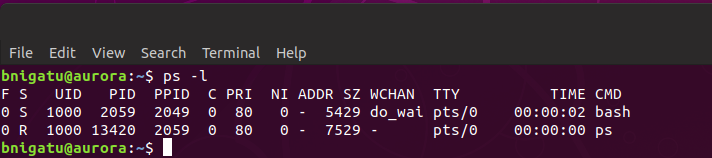 File Edit View Search Terminal Help
bnigatu@aurora:~$ ps -l
F S   UID   PID  PPID  C PRI  NI ADDR SZ WCHAN  TTY          TIME CMD
0 S  1000  2059  2049  0  80   0 -  5429 do_wai pts/0    00:00:02 bash
0 R  1000 13420  2059  0  80   0 -  7529 -      pts/0    00:00:00 ps
bnigatu@aurora:~$